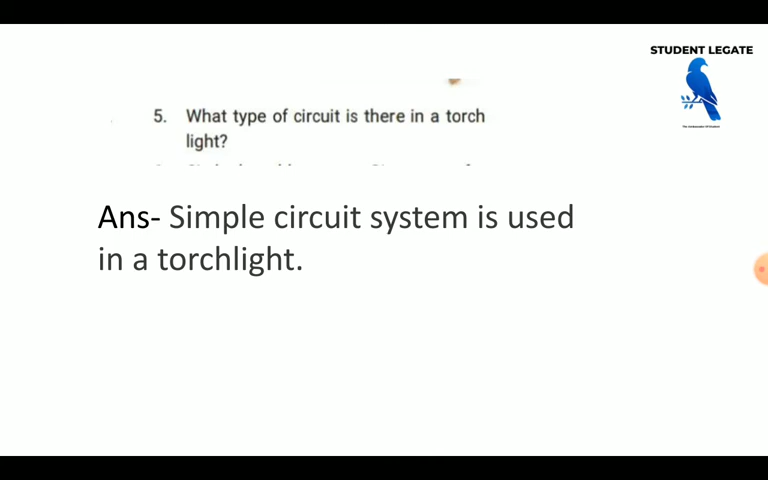 STUDENT LEGATE
5. What type of circuit is there in a torch
light?
Ans- Simple circuit system is used
in a torchlight.